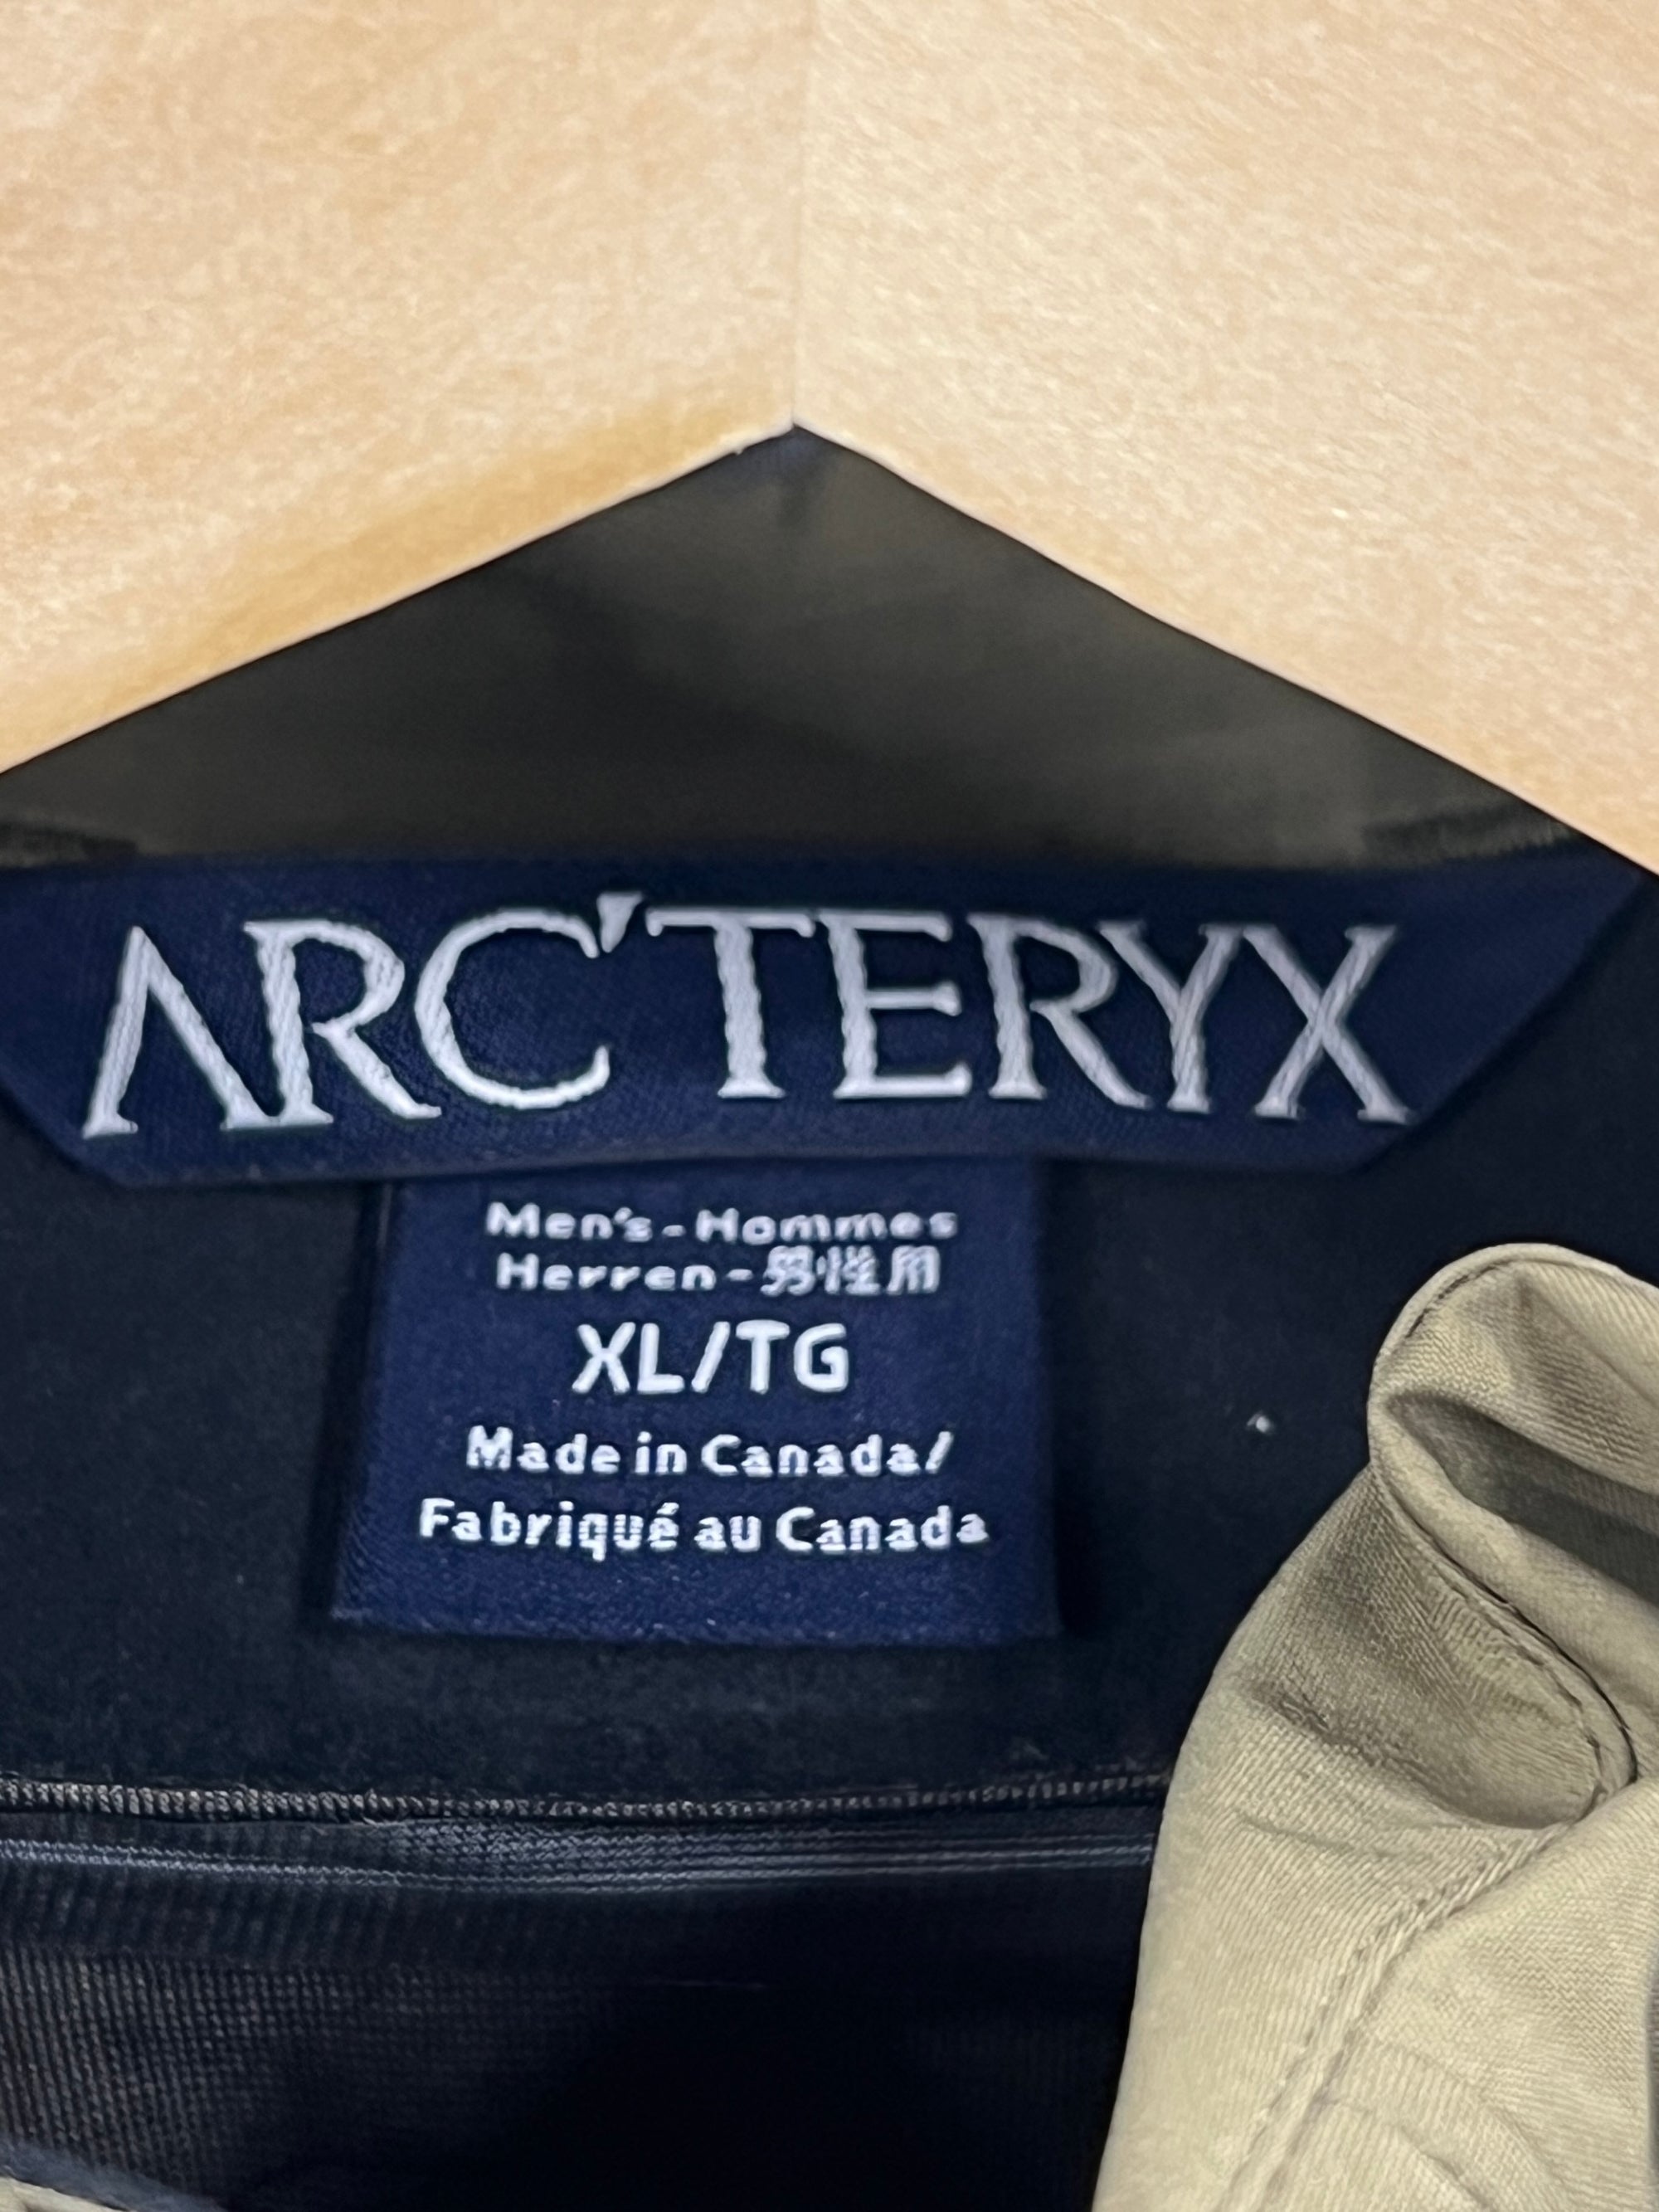 ARC'TERYX
Men's - Hommes
Herren - 男性用
XL/TG
Made in Canada/
Fabriqué au Canada